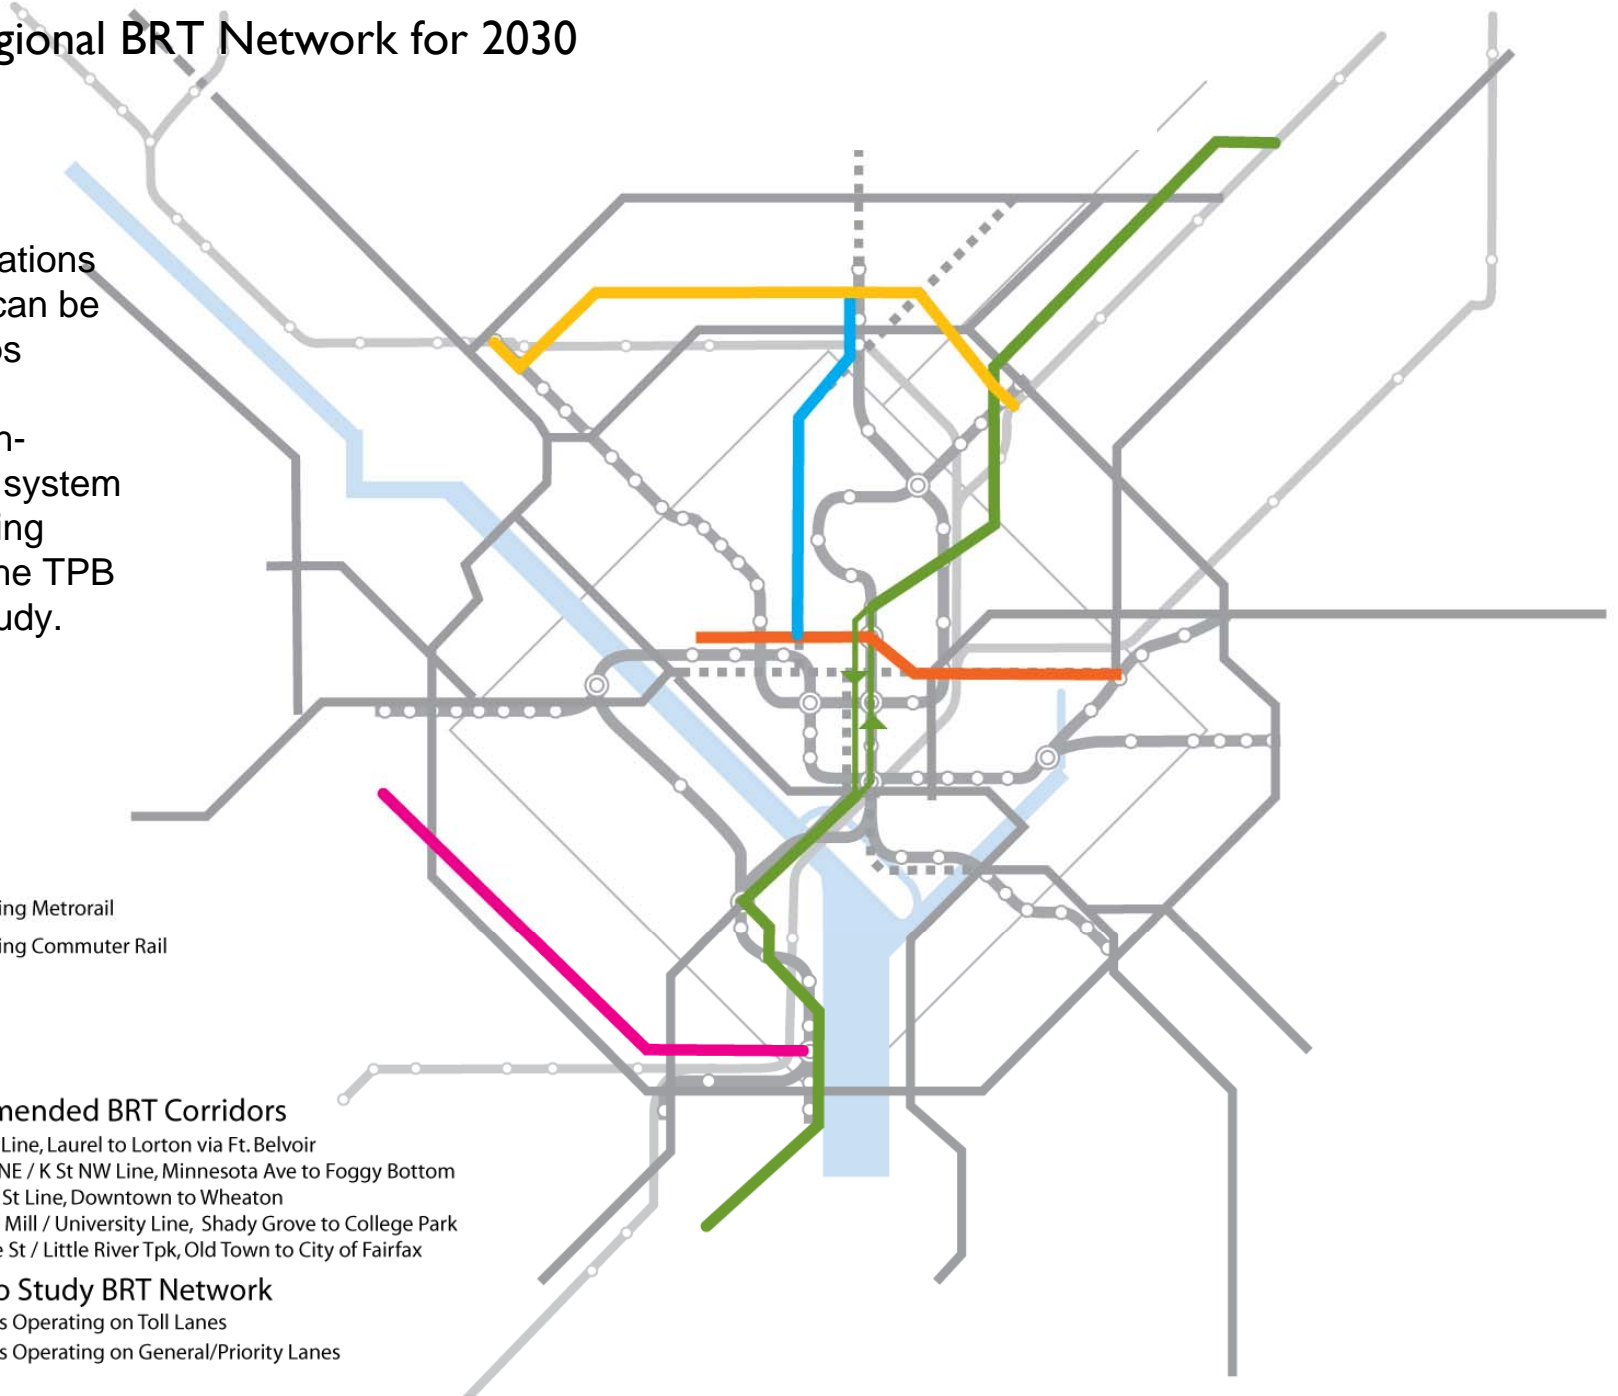 gional BRT Network for 2030
ations
can be
os
n-
system
ing
ne TPB
udy.
ing Metrorail
ing Commuter Rail
mended BRT Corridors
Line, Laurel to Lorton via Ft. Belvoir
NE / K St NW Line, Minnesota Ave to Foggy Bottom
St Line, Downtown to Wheaton
Mill / University Line, Shady Grove to College Park
e St / Little River Tpk, Old Town to City of Fairfax
o Study BRT Network
s Operating on Toll Lanes
s Operating on General/Priority Lanes